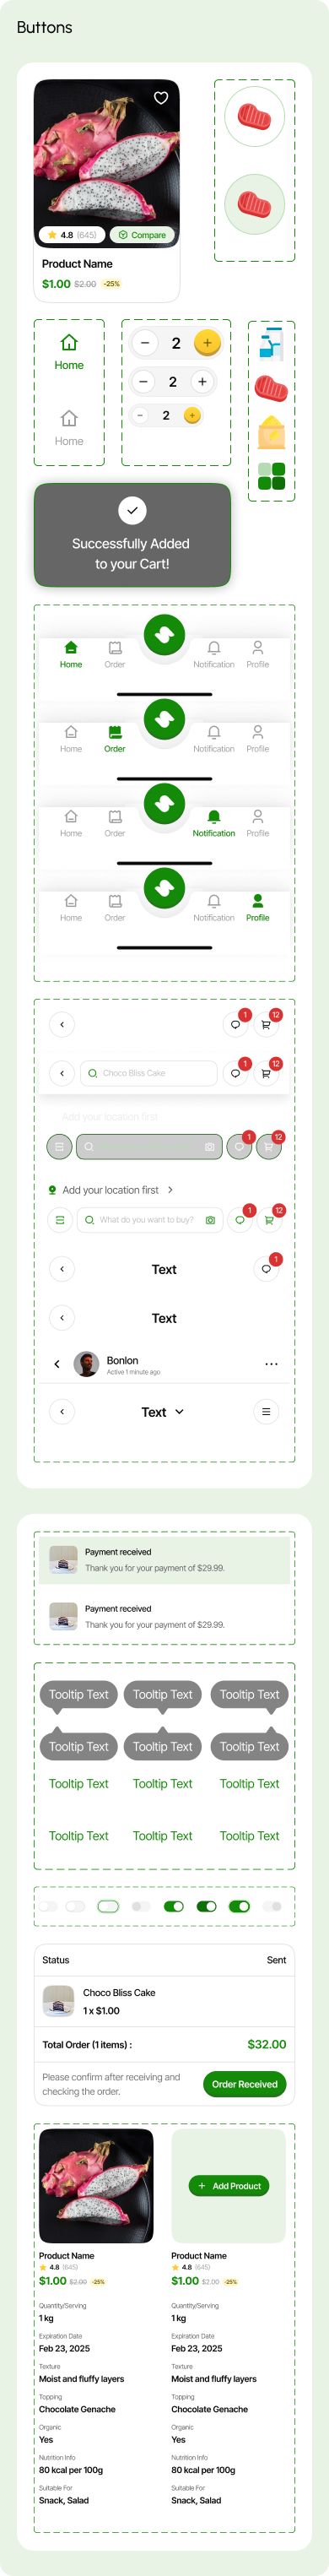 Buttons
4.8 (645)
Compare
Product Name
$1.00 $2.00 -25%
Home
Home
2
2
2
Successfully Added
to your Cart!
Home Order Notification Profile
Home Order Notification Profile
Home Order Notification Profile
Home Order Notification Profile
1 12
Choco Bliss Cake 1 12
Add your location first
1 12
Add your location first
What do you want to buy? 1 12
Text 1
Text
Bonlon
Active 1 minute ago
Text
Payment received
Thank you for your payment of $29.99.
Payment received
Thank you for your payment of $29.99.
Tooltip Text Tooltip Text Tooltip Text
Tooltip Text Tooltip Text Tooltip Text
Tooltip Text Tooltip Text Tooltip Text
Tooltip Text Tooltip Text Tooltip Text
Status Sent
Choco Bliss Cake
1 x $1.00
Total Order (1 items) : $32.00
Please confirm after receiving and
checking the order.
Order Received
Add Product
Product Name Product Name
4.8 (645) 4.8 (645)
$1.00 $2.00 -25% $1.00 $2.00 -25%
Quantity/Serving Quantity/Serving
1 kg 1 kg
Expiration Date Expiration Date
Feb 23, 2025 Feb 23, 2025
Texture Texture
Moist and fluffy layers Moist and fluffy layers
Topping Topping
Chocolate Genache Chocolate Genache
Organic Organic
Yes Yes
Nutrition Info Nutrition Info
80 kcal per 100g 80 kcal per 100g
Suitable For Suitable For
Snack, Salad Snack, Salad